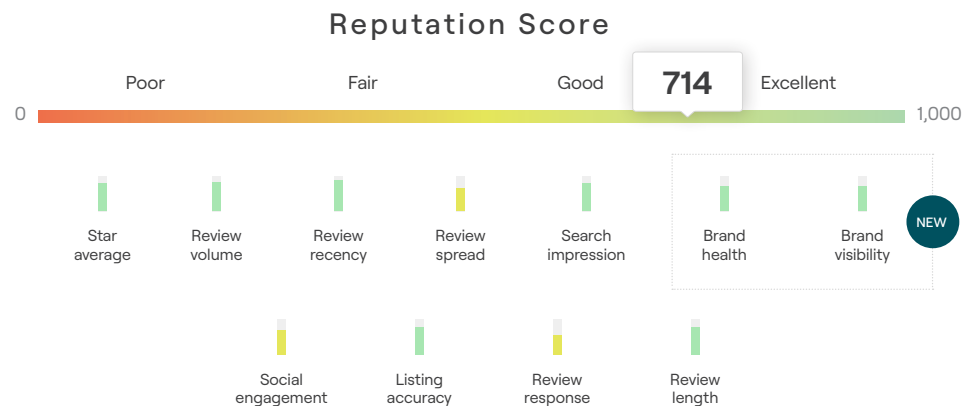 Reputation Score
Poor Fair Good 714 Excellent
0 1,000
Star average
Review volume
Review recency
Review spread
Search impression
Brand health
Brand visibility
NEW
Social engagement
Listing accuracy
Review response
Review length